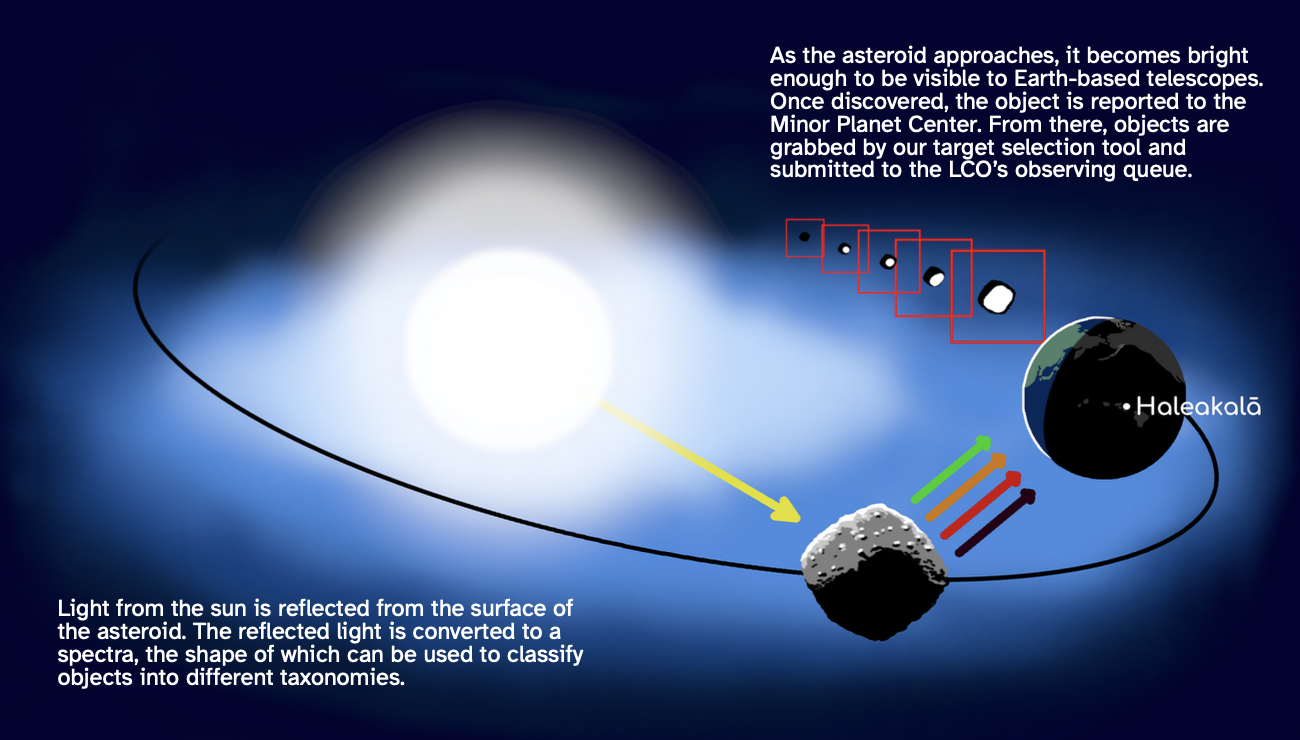 As the asteroid approaches, it becomes bright
enough to be visible to Earth-based telescopes.
Once discovered, the object is reported to the
Minor Planet Center. From there, objects are
grabbed by our target selection tool and
submitted to the LCO’s observing queue.
Haleakalā
Light from the sun is reflected from the surface of
the asteroid. The reflected light is converted to a
spectra, the shape of which can be used to classify
objects into different taxonomies.